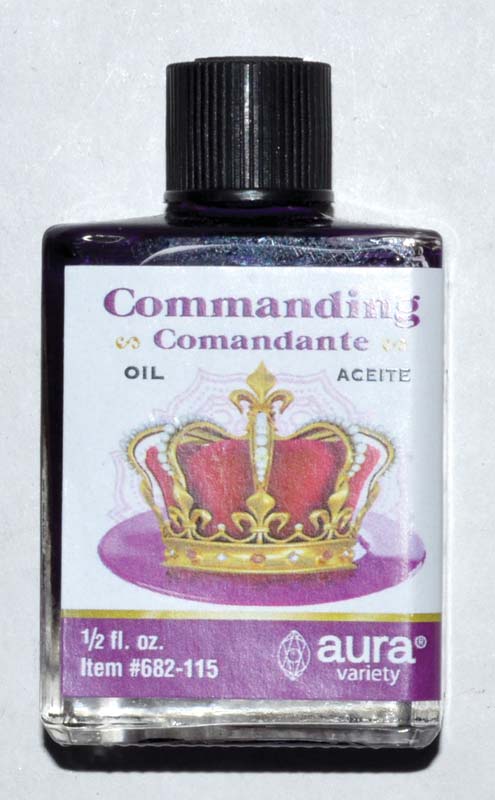 Commanding
Comandante
OIL ACEITE
1/2 fl. oz.
Item #682-115
aura®
variety